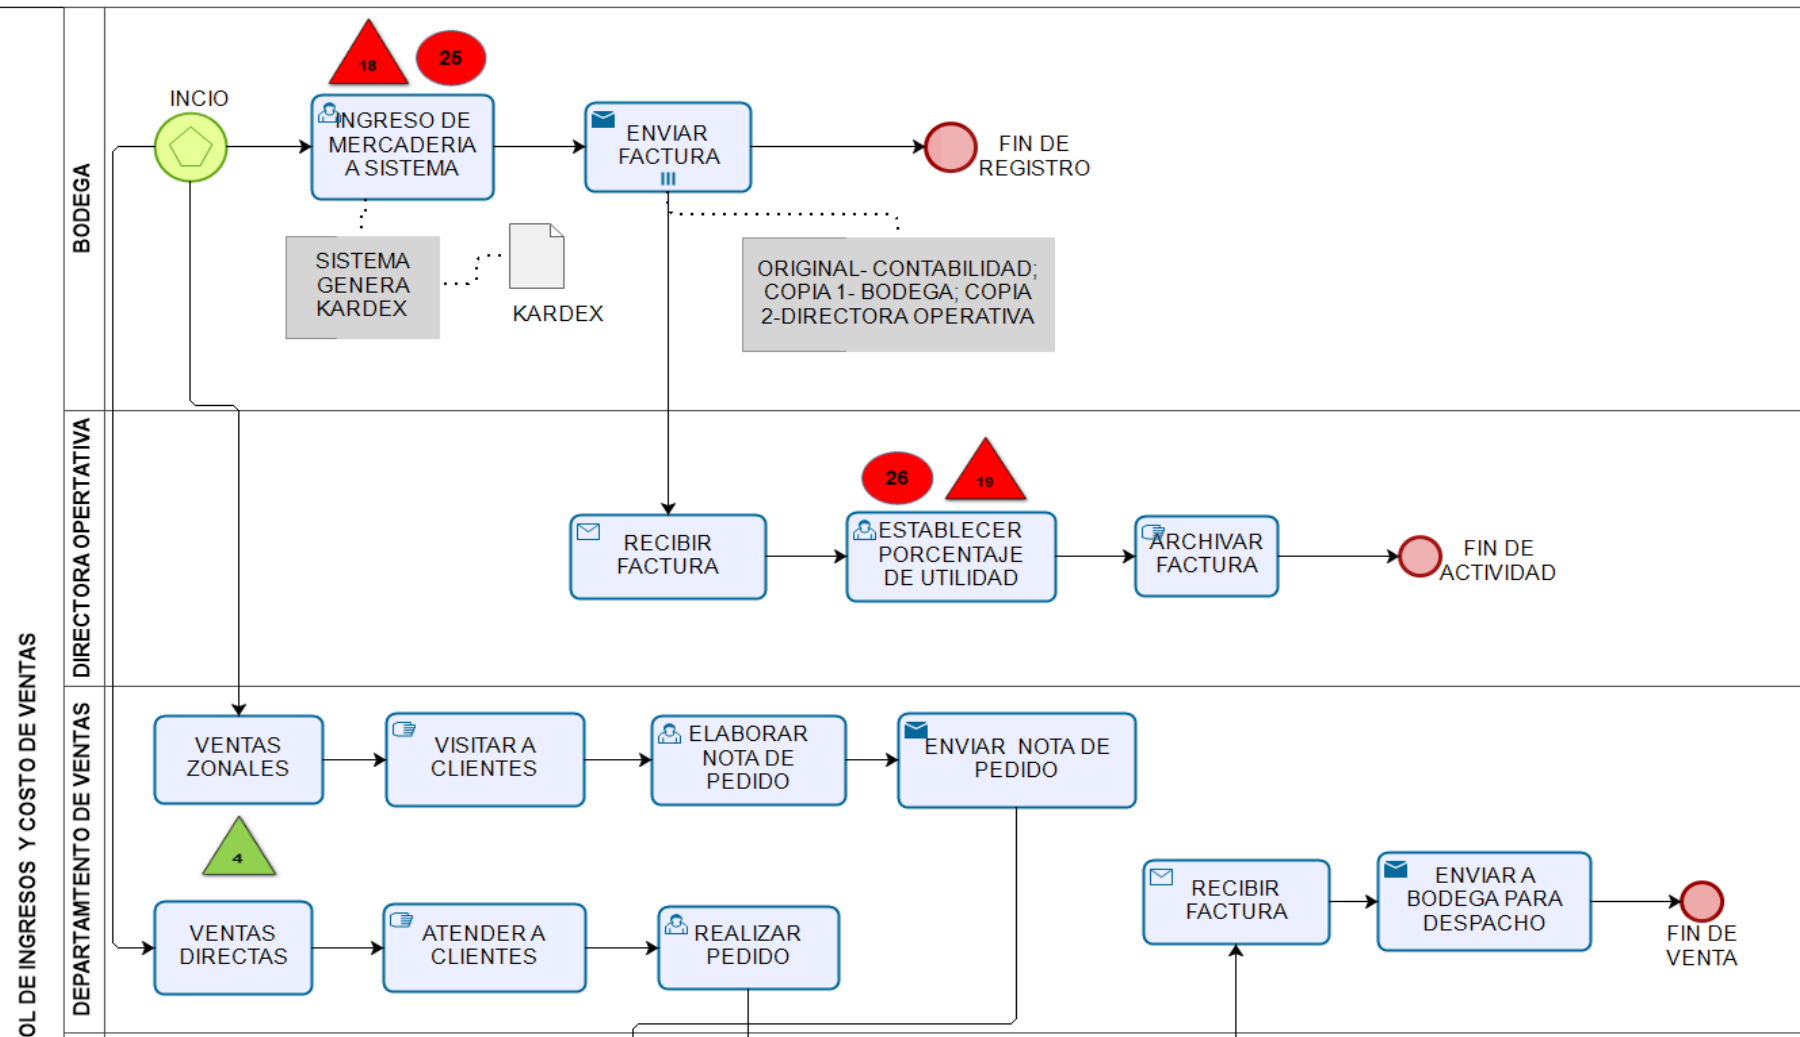 OL DE INGRESOS Y COSTO DE VENTAS
BODEGA
INCIO
18
25
INGRESO DE
MERCADERIA
A SISTEMA
ENVIAR
FACTURA
FIN DE
REGISTRO
SISTEMA
GENERA
KARDEX
KARDEX
ORIGINAL- CONTABILIDAD;
COPIA 1- BODEGA; COPIA
2-DIRECTORA OPERATIVA
DIRECTORA OPERTATIVA
26
19
RECIBIR
FACTURA
ESTABLECER
PORCENTAJE
DE UTILIDAD
ARCHIVAR
FACTURA
FIN DE
ACTIVIDAD
DEPARTAMTENTO DE VENTAS
VENTAS
ZONALES
VISITAR A
CLIENTES
ELABORAR
NOTA DE
PEDIDO
ENVIAR  NOTA DE
PEDIDO
4
VENTAS
DIRECTAS
ATENDER A
CLIENTES
REALIZAR
PEDIDO
RECIBIR
FACTURA
ENVIAR A
BODEGA PARA
DESPACHO
FIN DE
VENTA